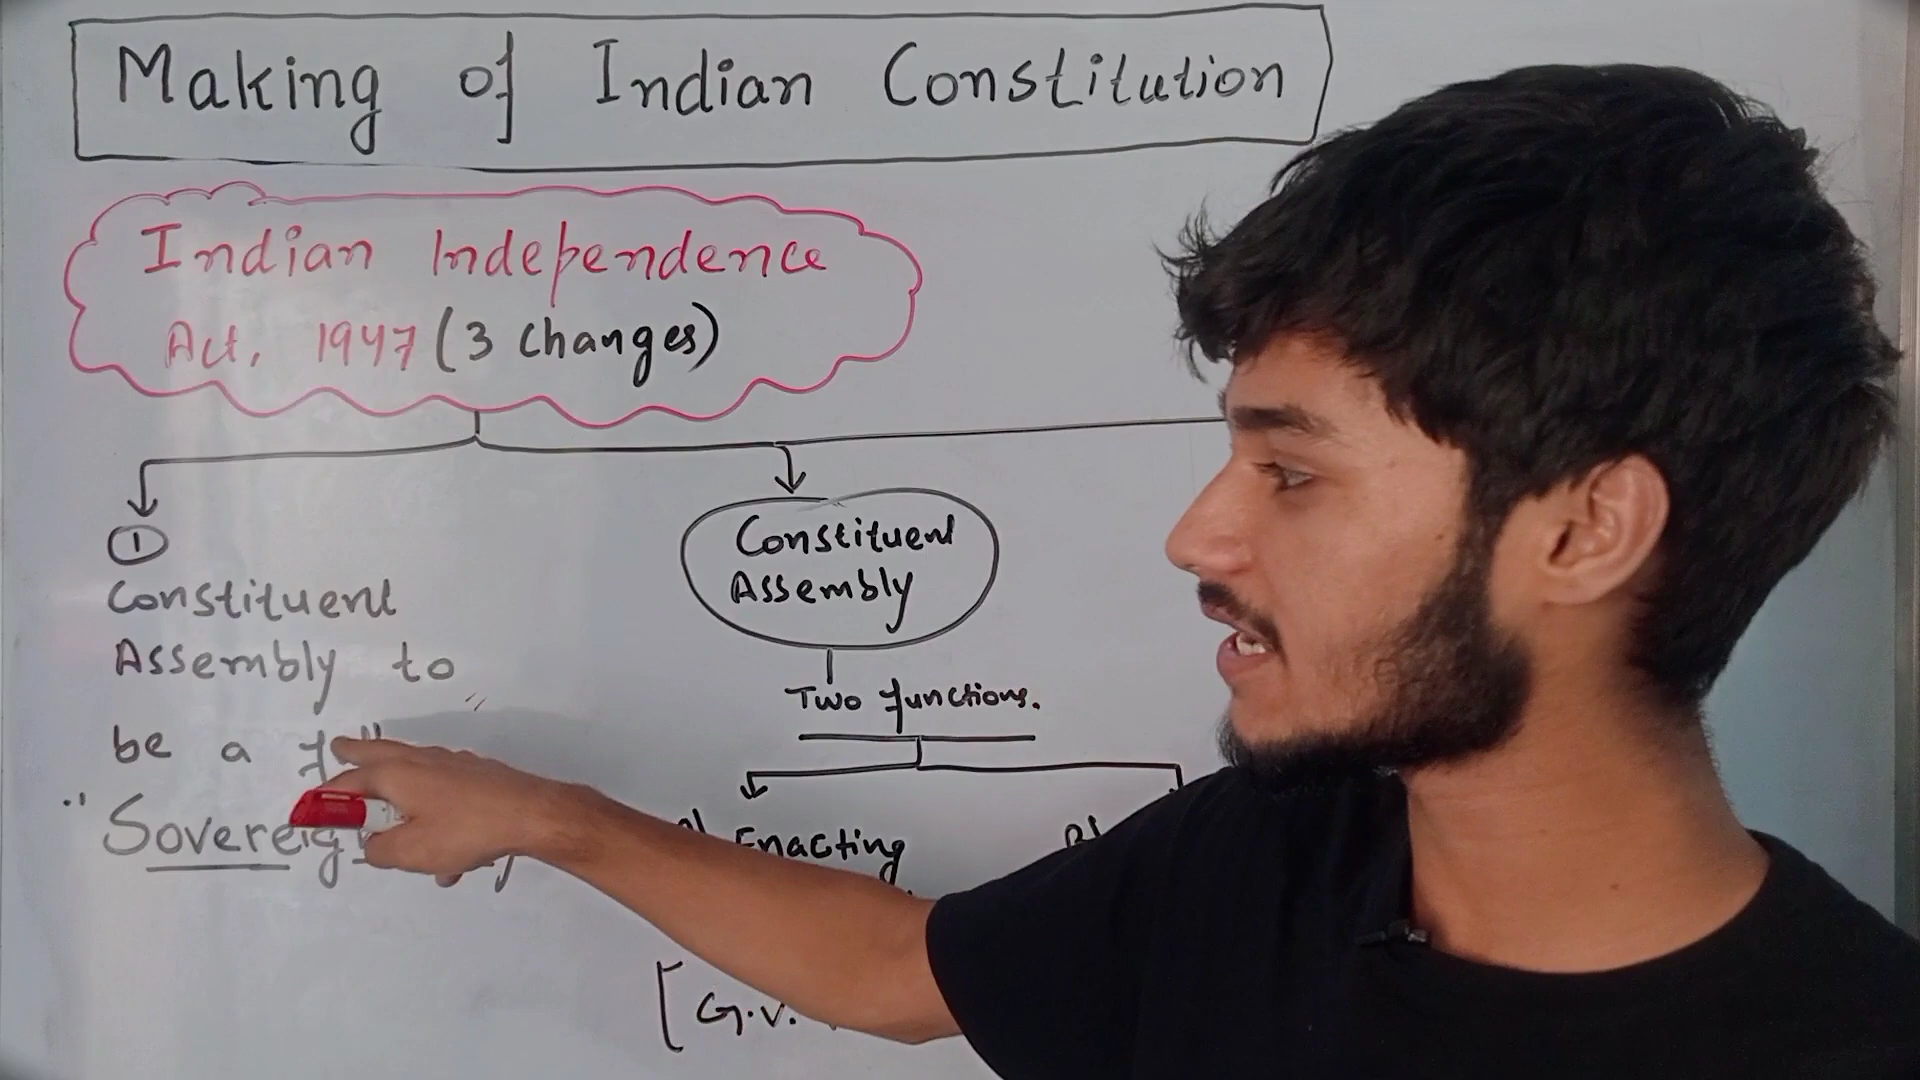 Making of Indian Constitution
Indian Independence
Act, 1947 (3 changes)
①
Constituent
Assembly to
be a
Constituent
Assembly
Two functions.
Enacting
[ G.V.